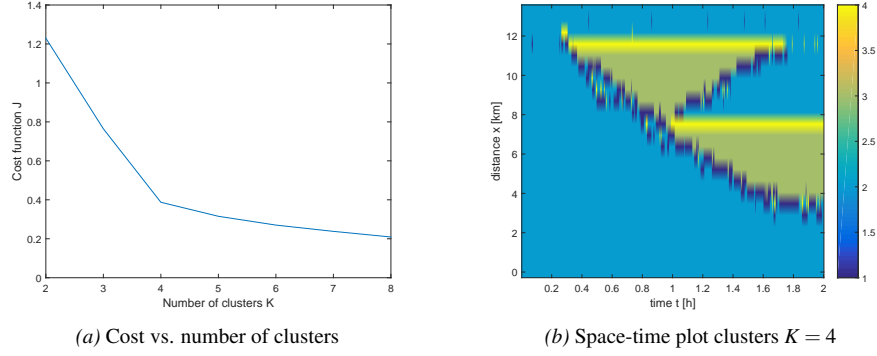 1.4
1.2
1
0.8
0.6
0.4
0.2
0
Cost function J
2 3 4 5 6 7 8
Number of clusters K
(a) Cost vs. number of clusters
12
10
8
6
4
2
0
distance x [km]
0.2 0.4 0.6 0.8 1 1.2 1.4 1.6 1.8 2
time t [h]
4
3.5
3
2.5
2
1.5
1
(b) Space-time plot clusters K = 4